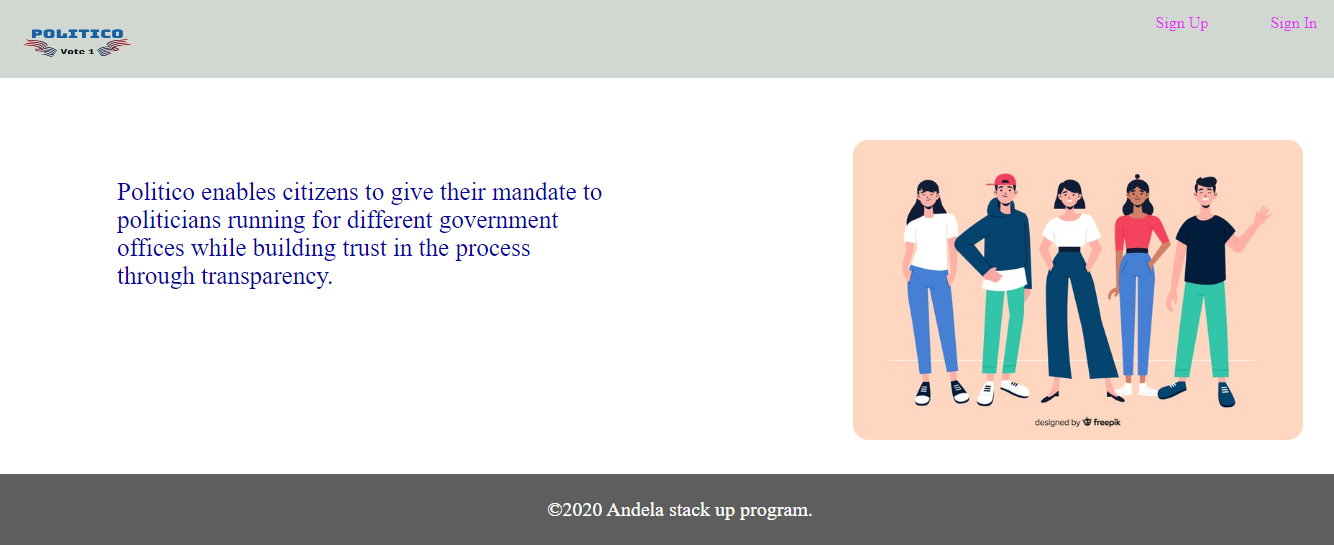 POLITICO
Vote 1
Sign Up
Sign In
Politico enables citizens to give their mandate to
politicians running for different government
offices while building trust in the process
through transparency.
designed by freepik
©2020 Andela stack up program.